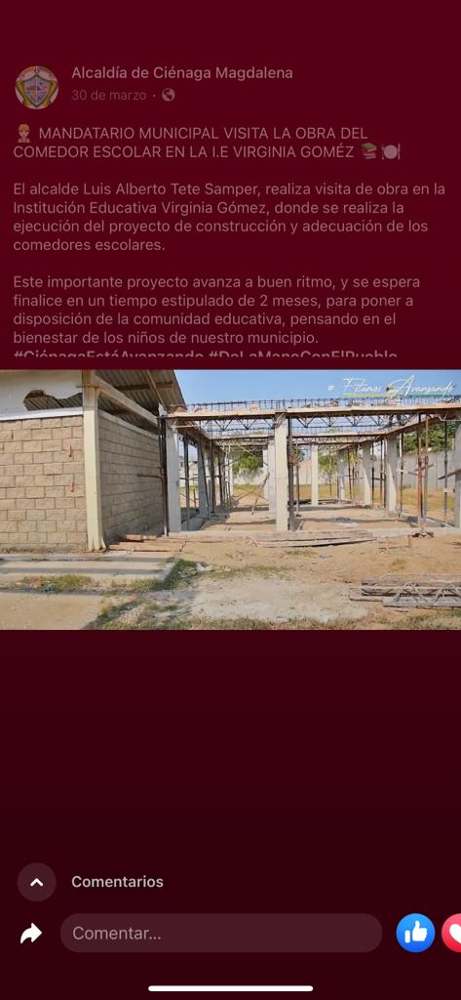 Alcaldía de Ciénaga Magdalena
30 de marzo
MANDATARIO MUNICIPAL VISITA LA OBRA DEL
COMEDOR ESCOLAR EN LA I.E VIRGINIA GOMÉZ
El alcalde Luis Alberto Tete Samper, realiza visita de obra en la
Institución Educativa Virginia Gómez, donde se realiza la
ejecución del proyecto de construcción y adecuación de los
comedores escolares.
Este importante proyecto avanza a buen ritmo, y se espera
finalice en un tiempo estipulado de 2 meses, para poner a
disposición de la comunidad educativa, pensando en el
bienestar de los niños de nuestro municipio.
#CiénagaEstáAvanzando #DeLaManoConElPueblo
# Estamos Avanzando
Comentarios
Comentar...